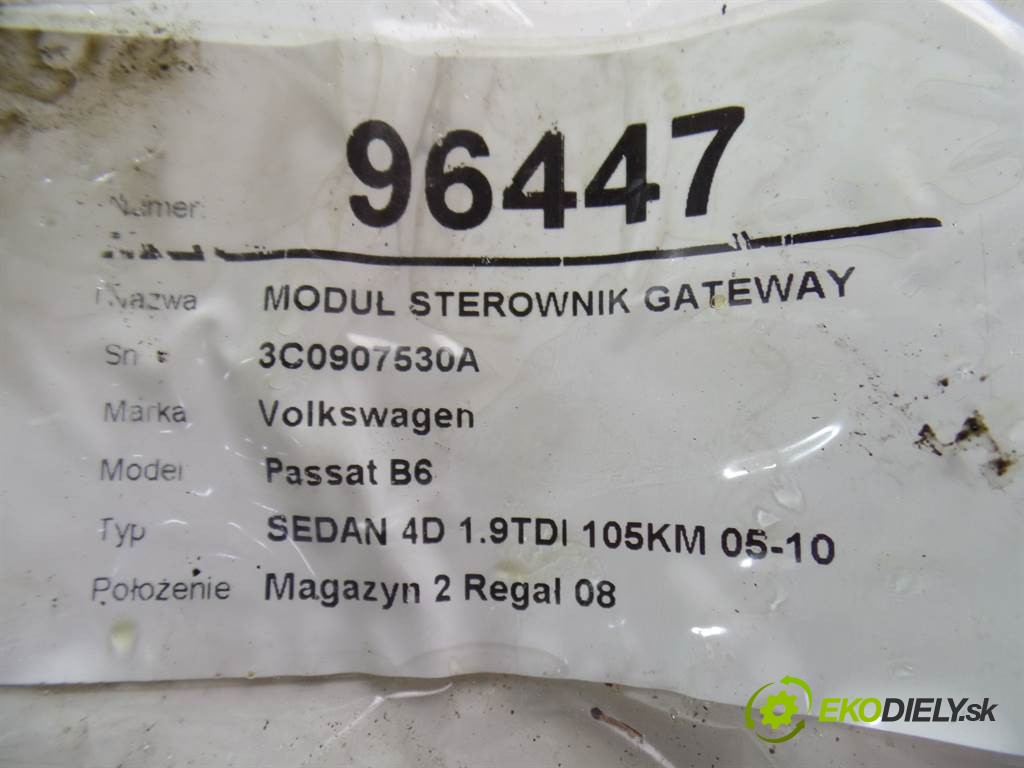 Numer: 96447
Nazwa MODUŁ STEROWNIK GATEWAY
Sn 3C0907530A
Marka Volkswagen
Model Passat B6
Typ SEDAN 4D 1.9TDI 105KM 05-10
Położenie Magazyn 2 Regał 08
EKODIELY.sk